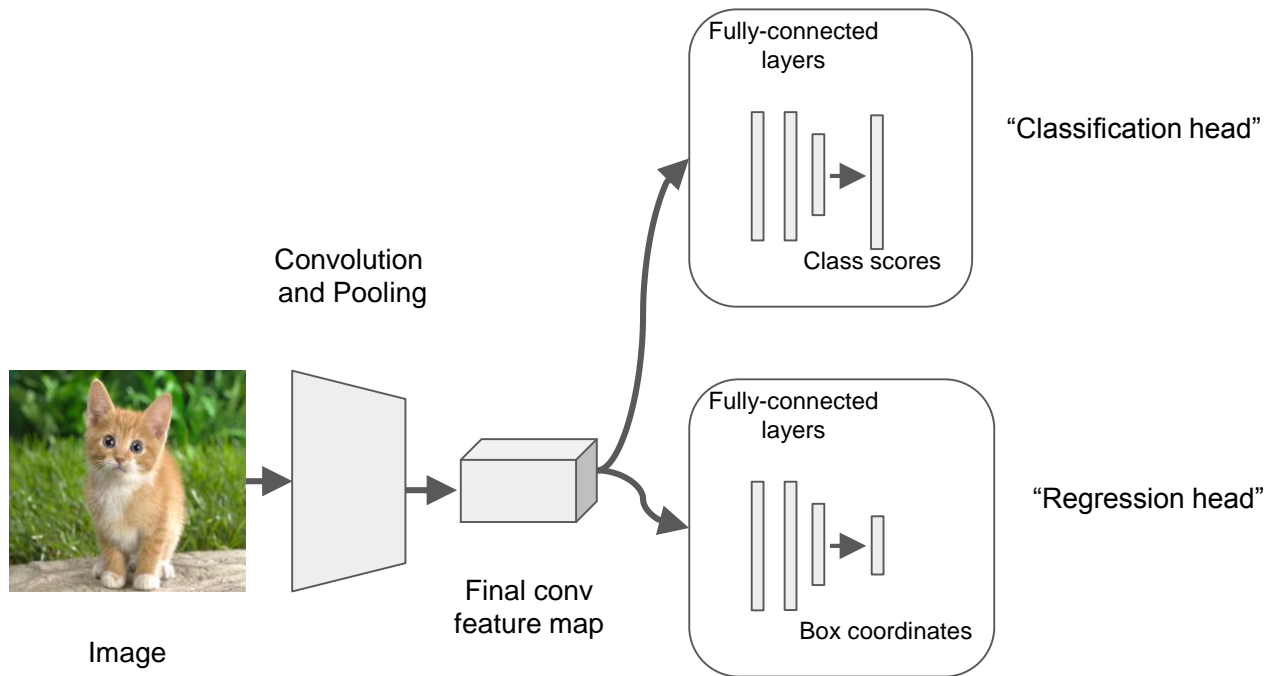 Fully-connected
layers
Class scores
“Classification head”
Convolution
and Pooling
Image
Final conv
feature map
Fully-connected
layers
Box coordinates
“Regression head”